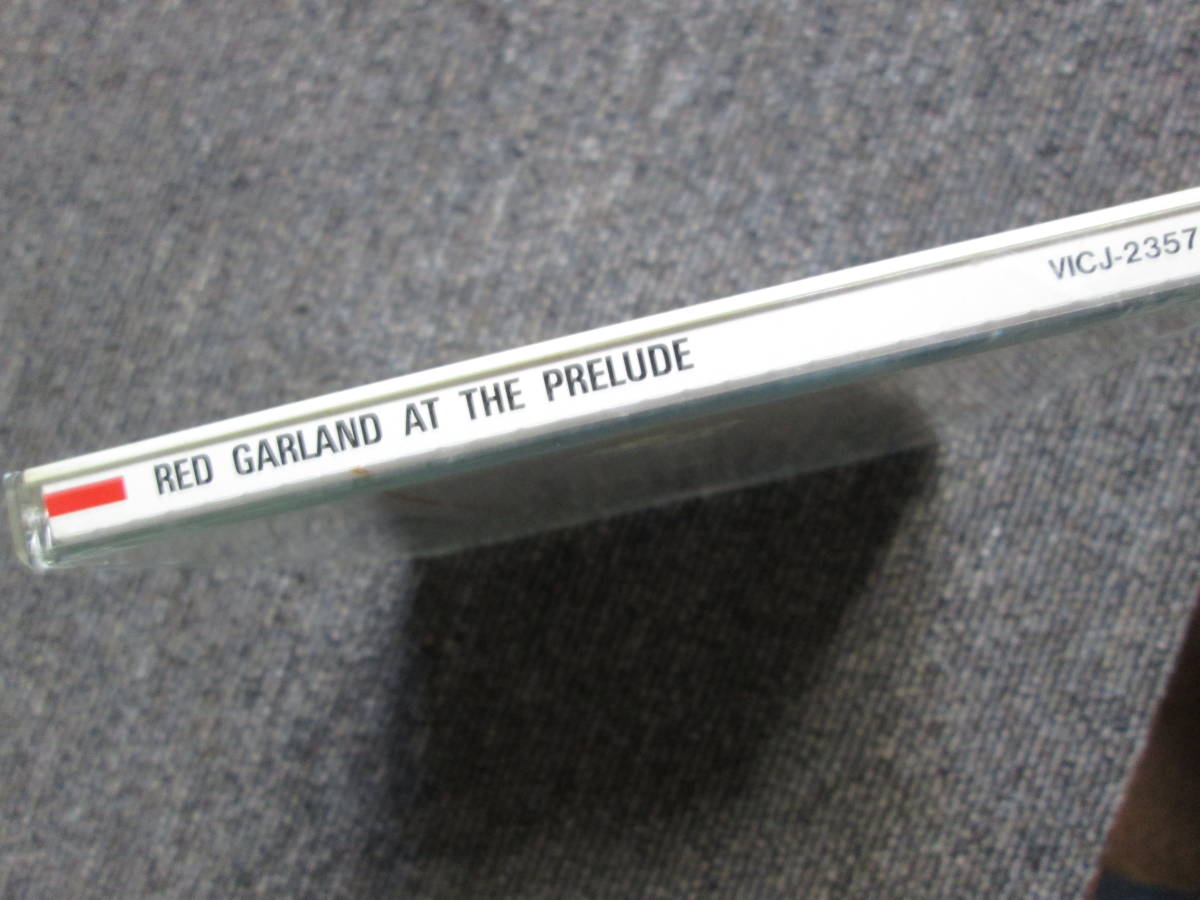 RED GARLAND AT THE PRELUDE
VICJ-2357